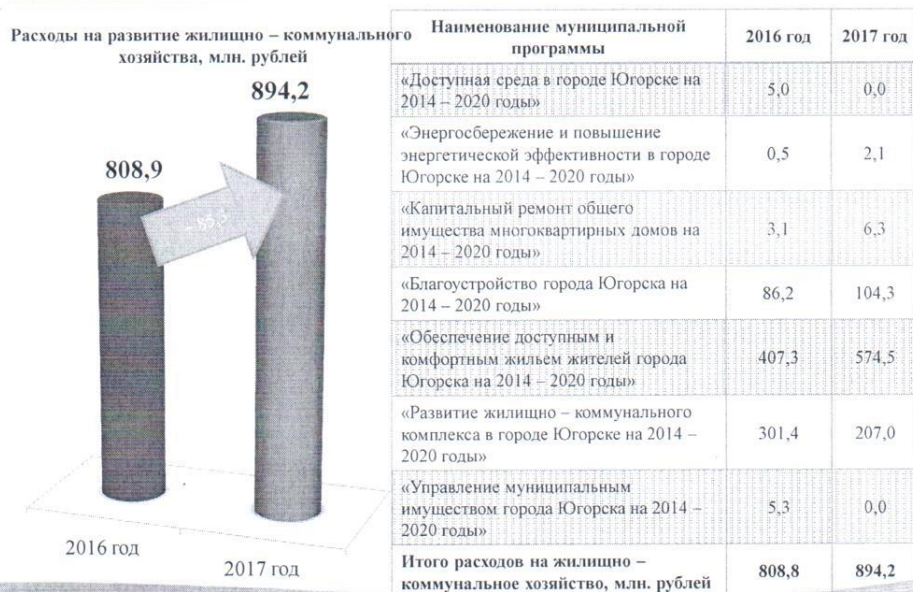 Расходы на развитие жилищно – коммунального
хозяйства, млн. рублей
894,2
808,9
2016 год
2017 год
Наименование муниципальной
программы
2016 год
2017 год
«Доступная среда в городе Югорске на
2014 – 2020 годы»
5,0
0,0
«Энергосбережение и повышение
энергетической эффективности в городе
Югорске на 2014 – 2020 годы»
0,5
2,1
«Капитальный ремонт общего
имущества многоквартирных домов на
2014 – 2020 годы»
3,1
6,3
«Благоустройство города Югорска на
2014 – 2020 годы»
86,2
104,3
«Обеспечение доступным и
комфортным жильем жителей города
Югорска на 2014 – 2020 годы»
407,3
574,5
«Развитие жилищно – коммунального
комплекса в городе Югорске на 2014 –
2020 годы»
301,4
207,0
«Управление муниципальным
имуществом города Югорска на 2014 –
2020 годы»
5,3
0,0
Итого расходов на жилищно –
коммунальное хозяйство, млн. рублей
808,8
894,2